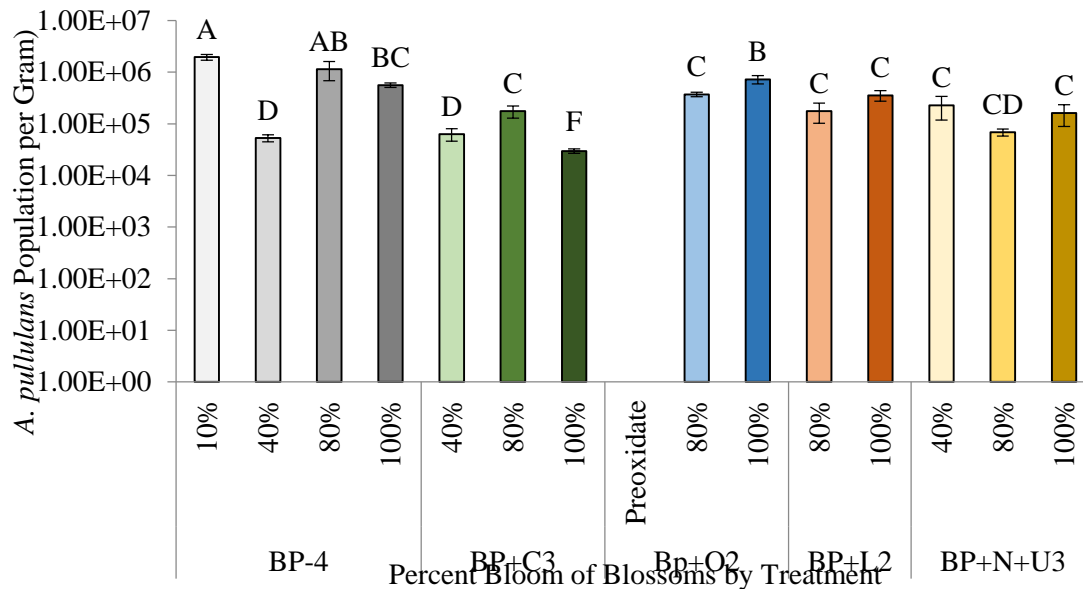 A. pullulans Population per Gram)
1.00E+07
1.00E+06
1.00E+05
1.00E+04
1.00E+03
1.00E+02
1.00E+01
1.00E+00
A
D
AB
BC
D
C
F
C
B
C
C
C
CD
C
10%
40%
80%
100%
40%
80%
100%
Preoxidate
80%
100%
80%
100%
40%
80%
100%
BP-4
BP+C3
Bp+O2
BP+L2
BP+N+U3
Percent Bloom of Blossoms by Treatment